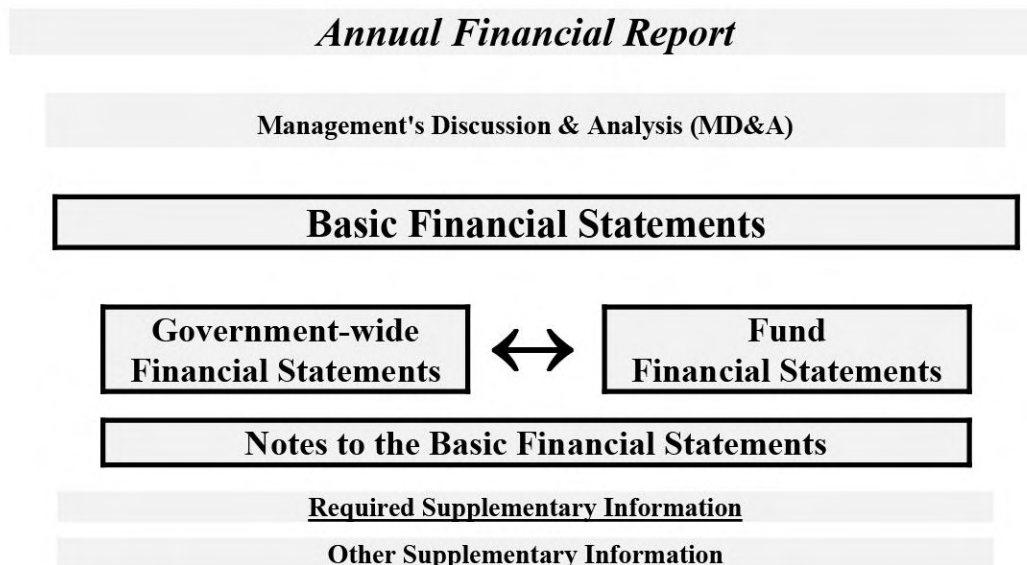 Annual Financial Report
Management's Discussion & Analysis (MD&A)
Basic Financial Statements
Government-wide
Financial Statements
Fund
Financial Statements
Notes to the Basic Financial Statements
Required Supplementary Information
Other Supplementary Information